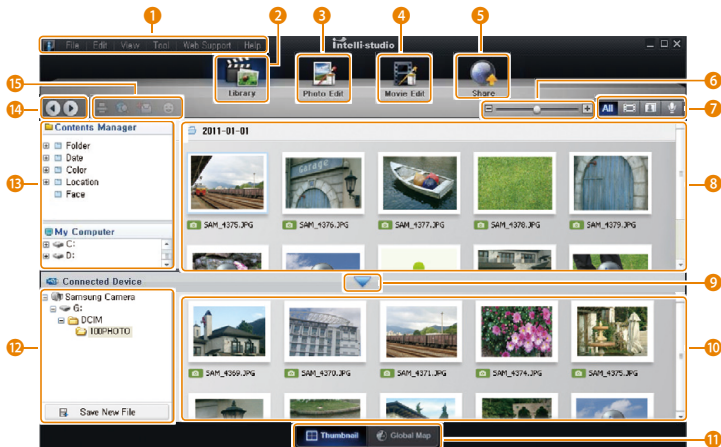 1
2
3
4
5
File Edit View Tool Web Support Help
intelli-studio
Library
Photo Edit
Movie Edit
Share
15
6
14
All
7
Contents Manager
2011-01-01
Folder
Date
Color
Location
Face
13
8
SAM_4375.JPG
SAM_4376.JPG
SAM_4377.JPG
SAM_4378.JPG
SAM_4379.JPG
My Computer
C:
D:
Connected Device
9
Samsung Camera
G:
DCIM
100PHOTO
12
10
SAM_4369.JPG
SAM_4370.JPG
SAM_4371.JPG
SAM_4374.JPG
SAM_4375.JPG
Save New File
Thumbnail
Global Map
11